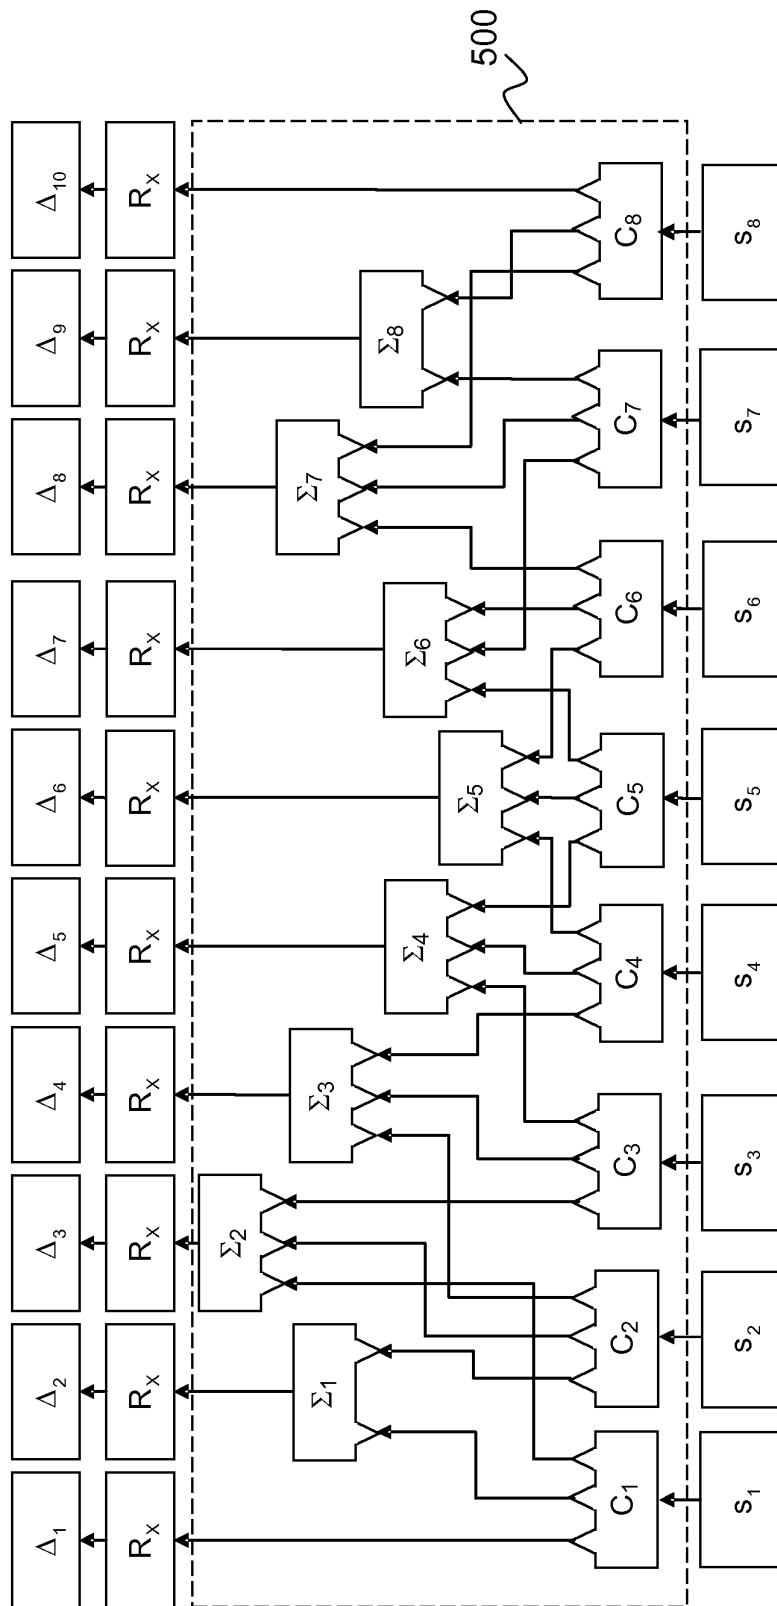 500
Δ1 Δ2 Δ3 Δ4 Δ5 Δ6 Δ7 Δ8 Δ9 Δ10
RX RX RX RX RX RX RX RX RX RX
Σ2
Σ7
Σ1 Σ3
Σ8
Σ4 Σ6
Σ5
C1 C2 C3 C4 C5 C6 C7 C8
s1 s2 s3 s4 s5 s6 s7 s8